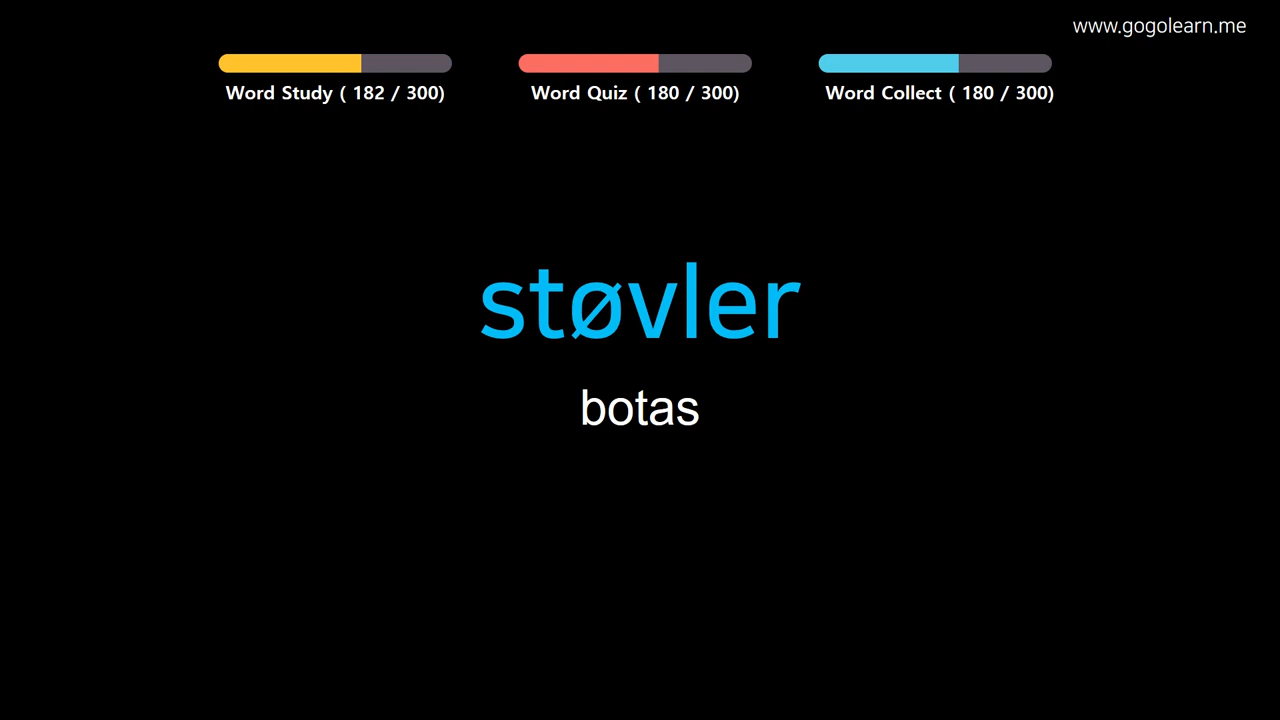 www.gogolearn.me
Word Study ( 182 / 300)
Word Quiz ( 180 / 300)
Word Collect ( 180 / 300)
støvler
botas